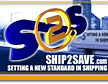 S2S
SHIP2SAVE.com
SETTING A NEW STANDARD IN SHIPPING